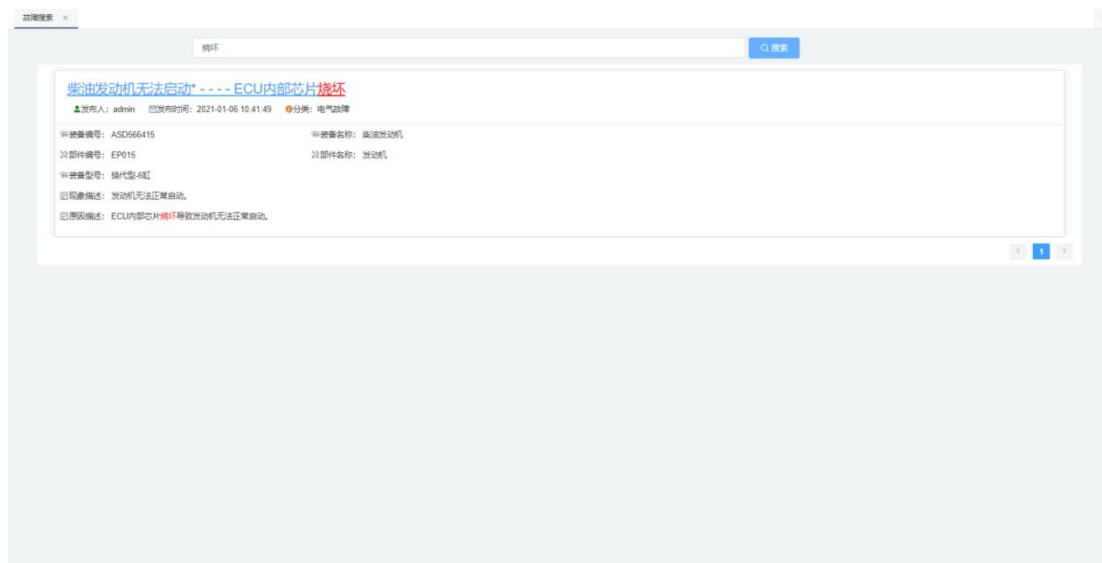 故障搜索 ×
烧坏 搜索
柴油发动机无法启动* - - - - ECU内部芯片烧坏
发布人: admin 发布时间: 2021-01-06 10:41:49 分类: 电气故障
装备编号: ASD566415 装备名称: 柴油发动机
部件编号: EP015 部件名称: 发动机
装备型号: 换代型-6缸
现象描述: 发动机无法正常启动。
原因描述: ECU内部芯片烧坏导致发动机无法正常启动。
< 1 >